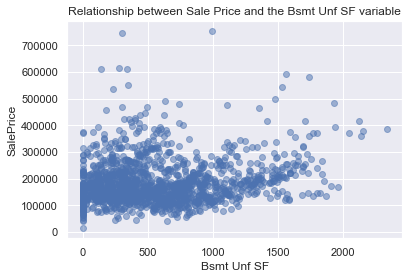 Relationship between Sale Price and the Bsmt Unf SF variable
700000
600000
500000
400000
300000
200000
100000
0
SalePrice
0 500 1000 1500 2000
Bsmt Unf SF